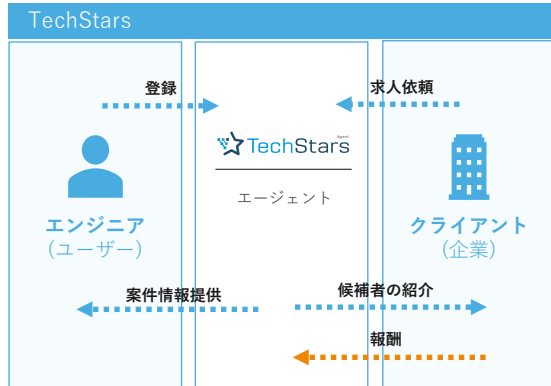 TechStars
登録
求人依頼
Agent
TechStars
エージェント
エンジニア
(ユーザー)
クライアント
(企業)
案件情報提供
候補者の紹介
報酬